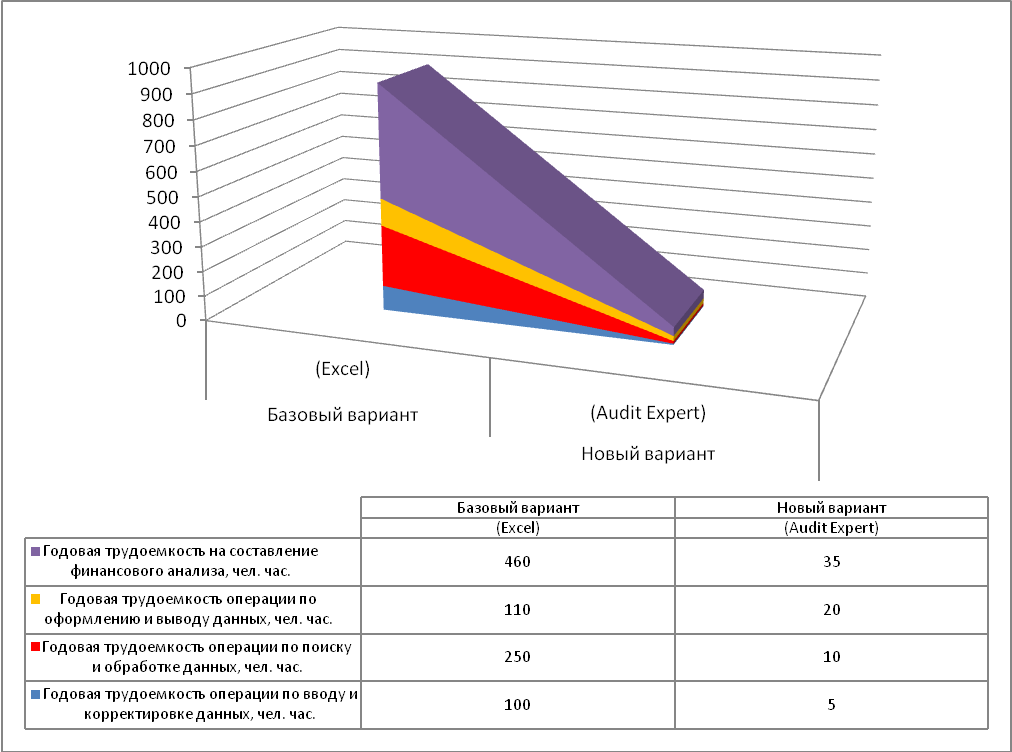 1000
900
800
700
600
500
400
300
200
100
0
(Excel)
Базовый вариант
(Audit Expert)
Новый вариант
Базовый вариант Новый вариант
(Excel) (Audit Expert)
Годовая трудоемкость на составление
финансового анализа, чел. час. 460 35
Годовая трудоемкость операции по
оформлению и выводу данных, чел. час. 110 20
Годовая трудоемкость операции по поиску
и обработке данных, чел. час. 250 10
Годовая трудоемкость операции по вводу и
корректировке данных, чел. час. 100 5